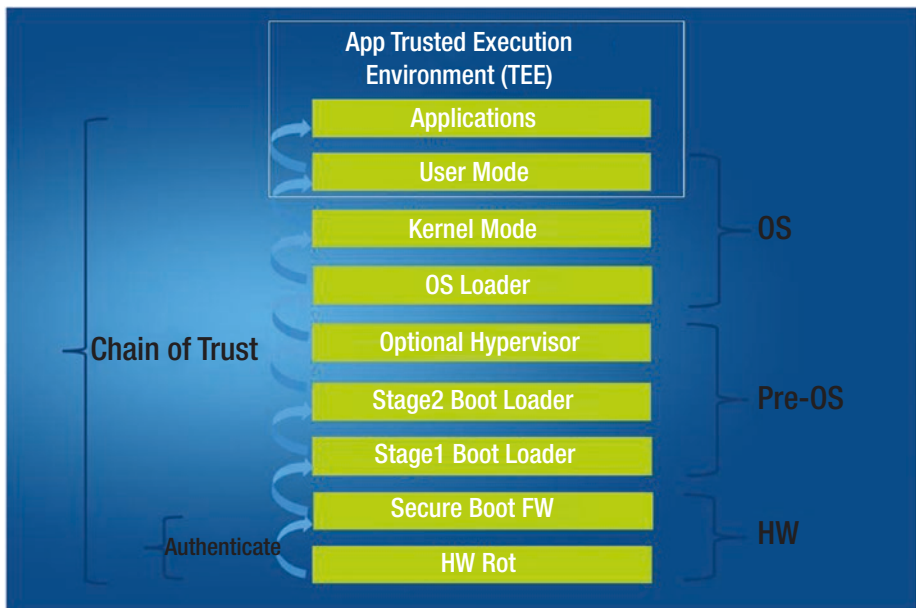 App Trusted Execution
Environment (TEE)
Applications
User Mode
Kernel Mode
OS
OS Loader
Optional Hypervisor
Chain of Trust
Stage2 Boot Loader
Pre-OS
Stage1 Boot Loader
Secure Boot FW
HW
Authenticate
HW Rot